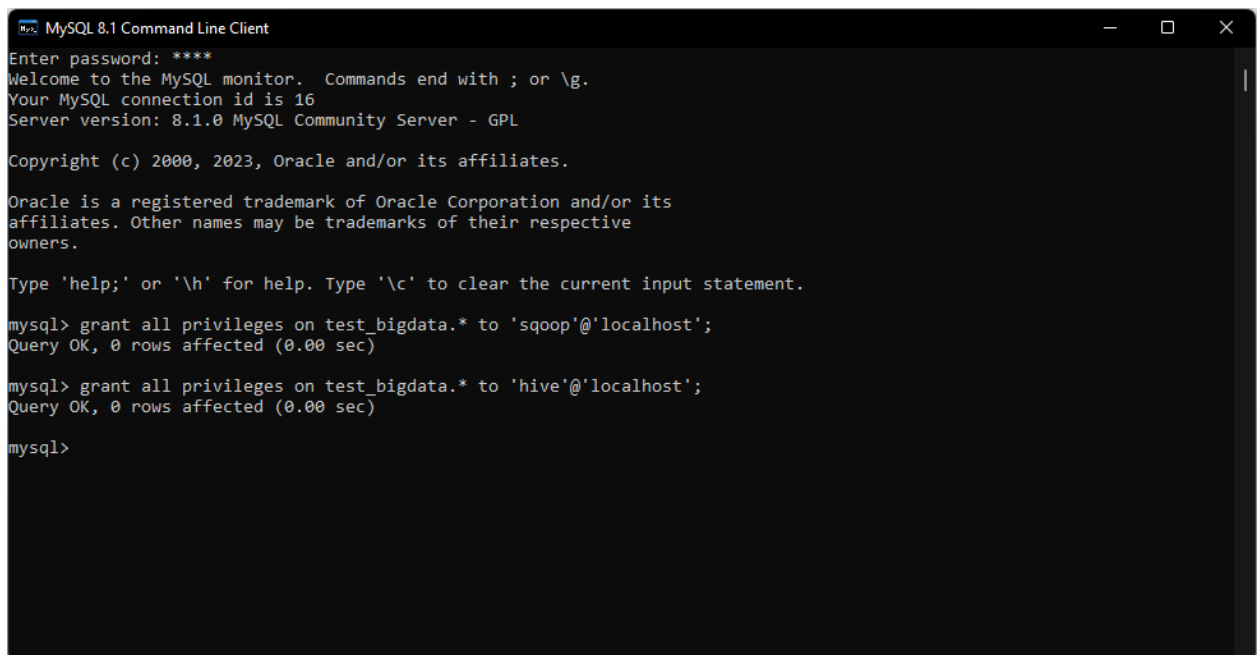 MySQL 8.1 Command Line Client
Enter password: ****
Welcome to the MySQL monitor.  Commands end with ; or \g.
Your MySQL connection id is 16
Server version: 8.1.0 MySQL Community Server - GPL
Copyright (c) 2000, 2023, Oracle and/or its affiliates.
Oracle is a registered trademark of Oracle Corporation and/or its
affiliates. Other names may be trademarks of their respective
owners.
Type 'help;' or '\h' for help. Type '\c' to clear the current input statement.
mysql> grant all privileges on test_bigdata.* to 'sqoop'@'localhost';
Query OK, 0 rows affected (0.00 sec)
mysql> grant all privileges on test_bigdata.* to 'hive'@'localhost';
Query OK, 0 rows affected (0.00 sec)
mysql>